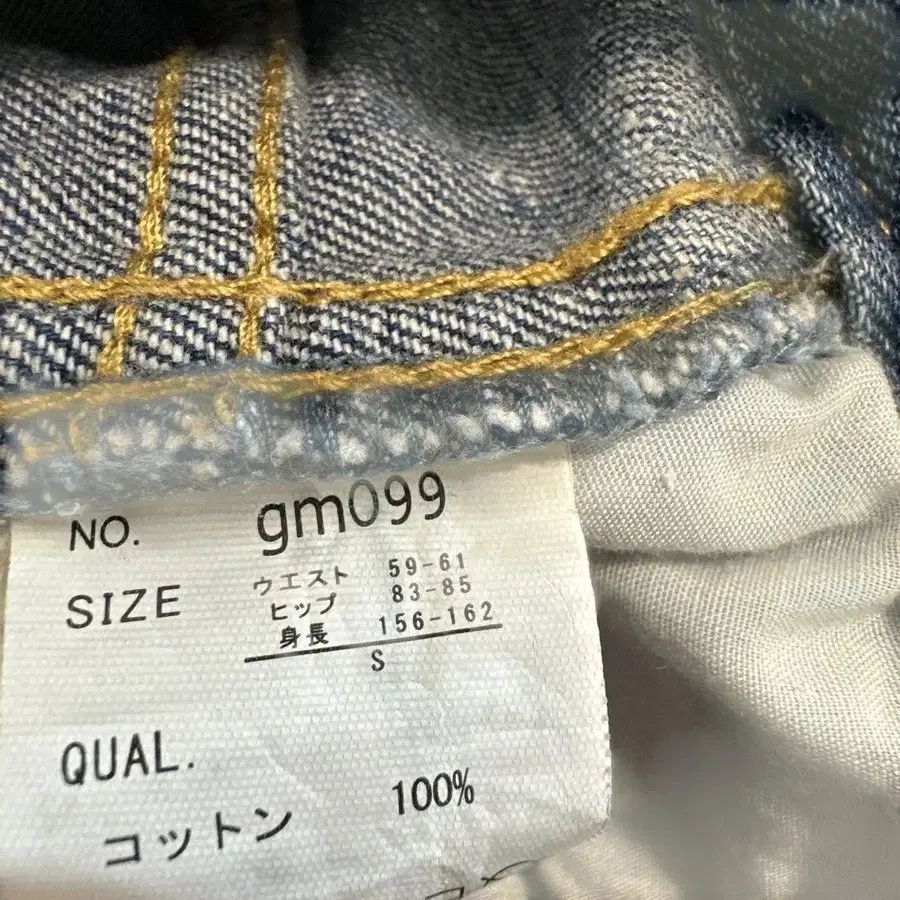 NO. gm099
SIZE ウエスト 59-61
ヒップ 83-85
身長 156-162
S
QUAL.
コットン 100%